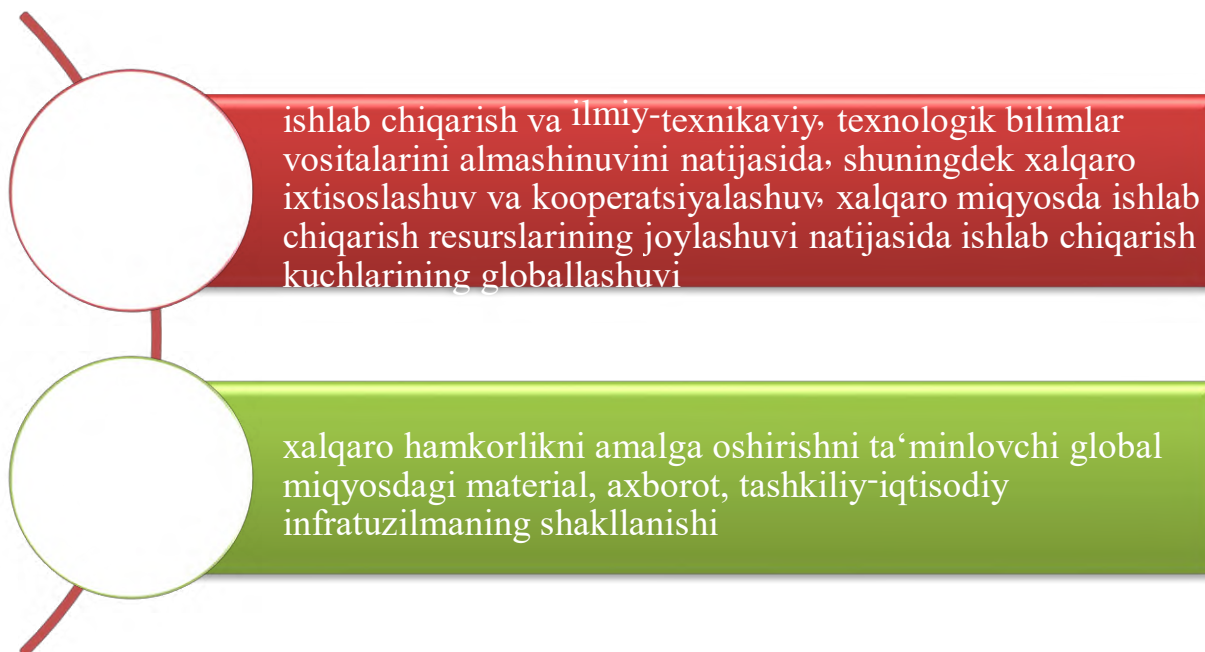 ishlab chiqarish va ilmiy-texnikaviy, texnologik bilimlar
vositalarini almashinuvini natijasida, shuningdek xalqaro
ixtisoslashuv va kooperatsiyalashuv, xalqaro miqyosda ishlab
chiqarish resurslarining joylashuvi natijasida ishlab chiqarish
kuchlarining globallashuvi
xalqaro hamkorlikni amalga oshirishni ta‘minlovchi global
miqyosdagi material, axborot, tashkiliy-iqtisodiy
infratuzilmaning shakllanishi